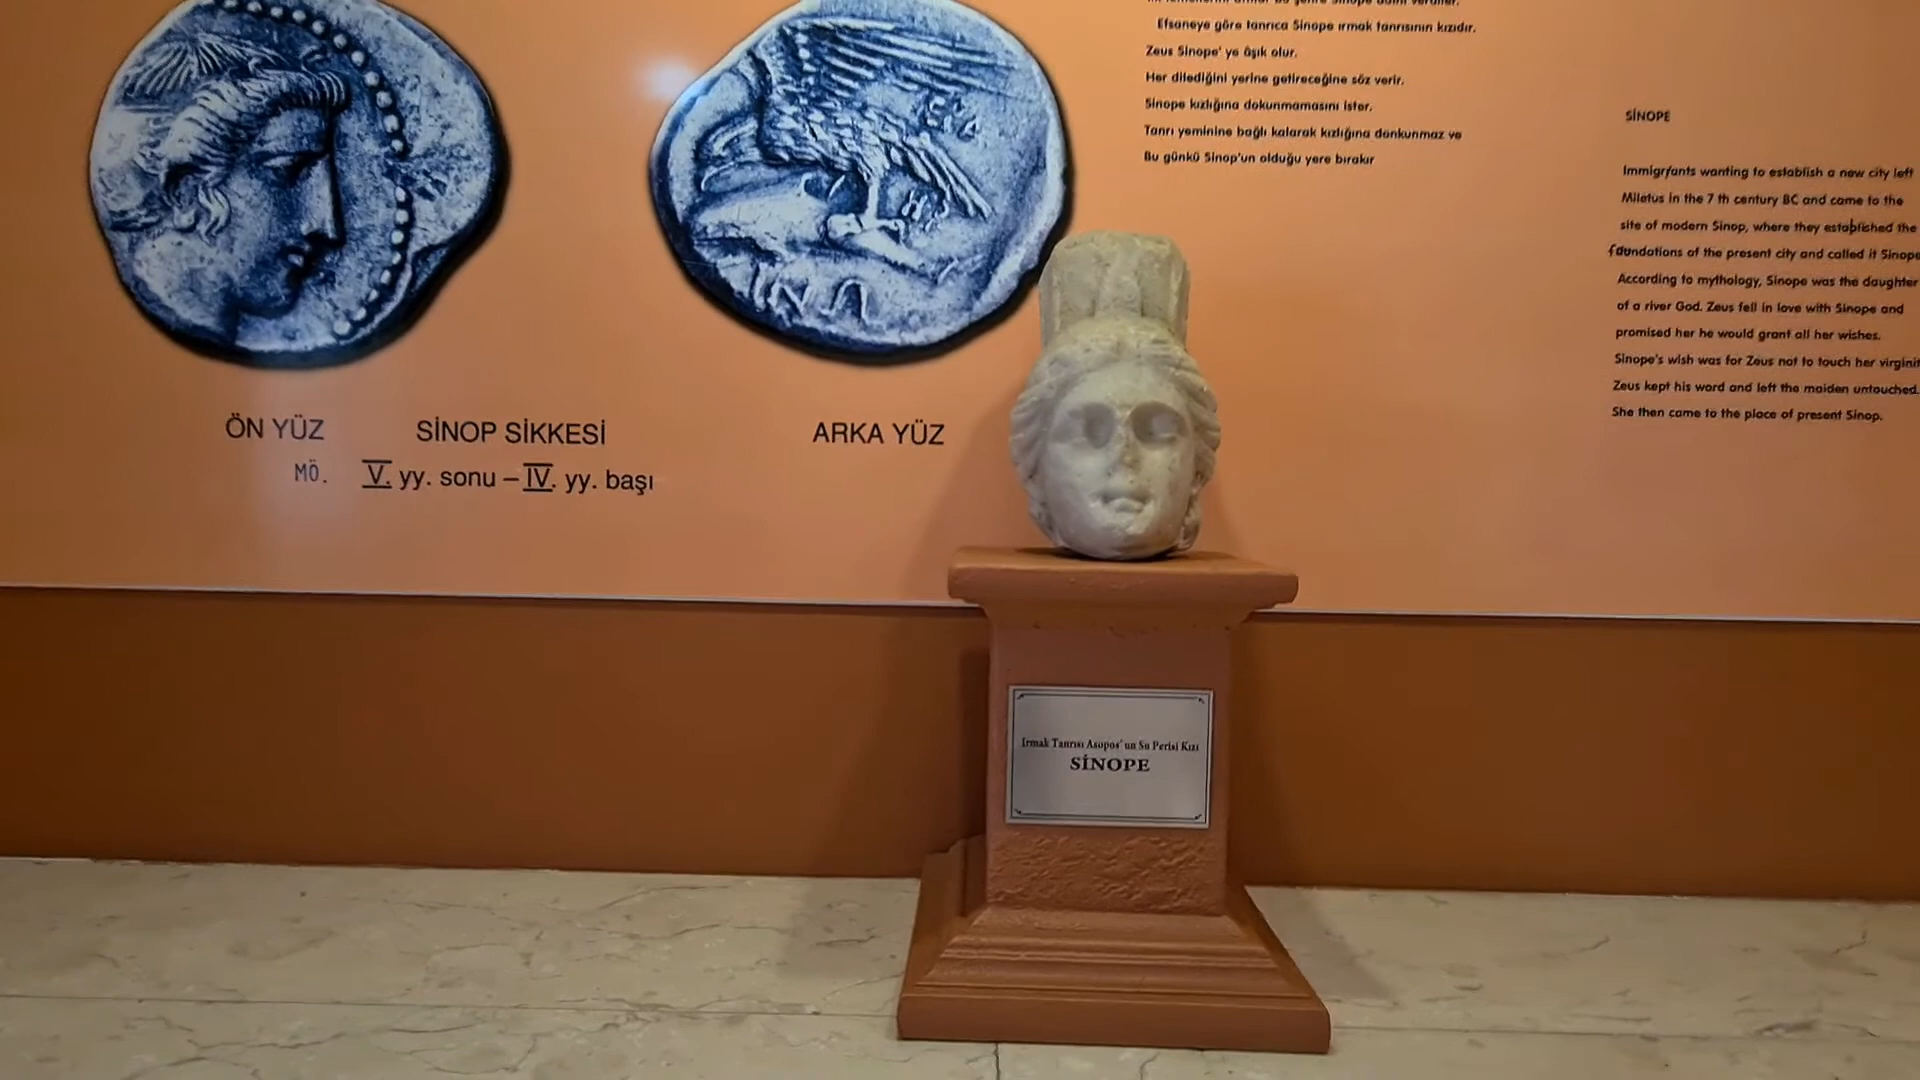 Efsaneye göre tanrıca Sinope ırmak tanrısının kızıdır.
Zeus Sinope' ye âşık olur.
Her dilediğini yerine getireceğine söz verir.
Sinope kızlığına dokunmamasını ister.
Tanrı yeminine bağlı kalarak kızlığına donkunmaz ve
Bu günkü Sinop'un olduğu yere bırakır
SİNOPE
Immigrfants wanting to establish a new city left
Miletus in the 7 th century BC and came to the
site of modern Sinop, where they established the
foundations of the present city and called it Sinope
According to mythology, Sinope was the daughter
of a river God. Zeus fell in love with Sinope and
promised her he would grant all her wishes.
Sinope's wish was for Zeus not to touch her virginit
Zeus kept his word and left the maiden untouched.
She then came to the place of present Sinop.
ÖN YÜZ SİNOP SİKKESİ ARKA YÜZ
MÖ. V. yy. sonu – IV. yy. başı
Irmak Tanrısı Asopos' un Su Perisi Kızı
SİNOPE